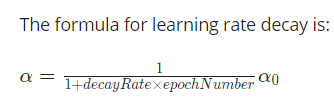 The formula for learning rate decay is:
α = 1/(1+decayRate×epochNumber) α₀